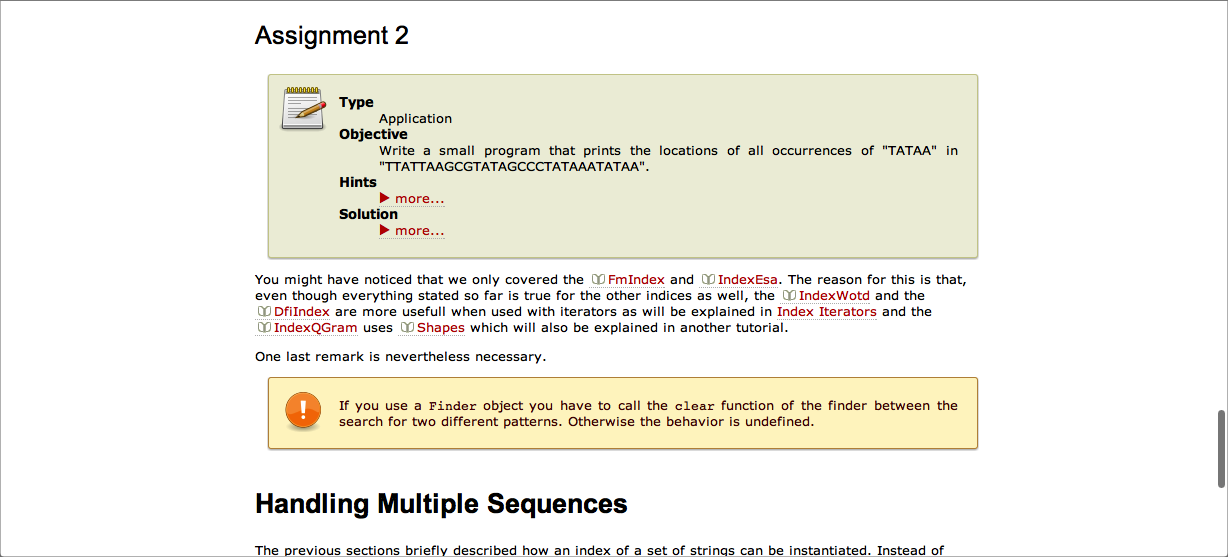 Assignment 2
Type
Application
Objective
Write a small program that prints the locations of all occurrences of "TATAA" in
"TTATTAAGCGTATAGCCCTATAAATATAA".
Hints
more...
Solution
more...
You might have noticed that we only covered the FmIndex and IndexEsa. The reason for this is that,
even though everything stated so far is true for the other indices as well, the IndexWotd and the
DfiIndex are more usefull when used with iterators as will be explained in Index Iterators and the
IndexQGram uses Shapes which will also be explained in another tutorial.
One last remark is nevertheless necessary.
If you use a Finder object you have to call the clear function of the finder between the
search for two different patterns. Otherwise the behavior is undefined.
Handling Multiple Sequences
The previous sections briefly described how an index of a set of strings can be instantiated. Instead of